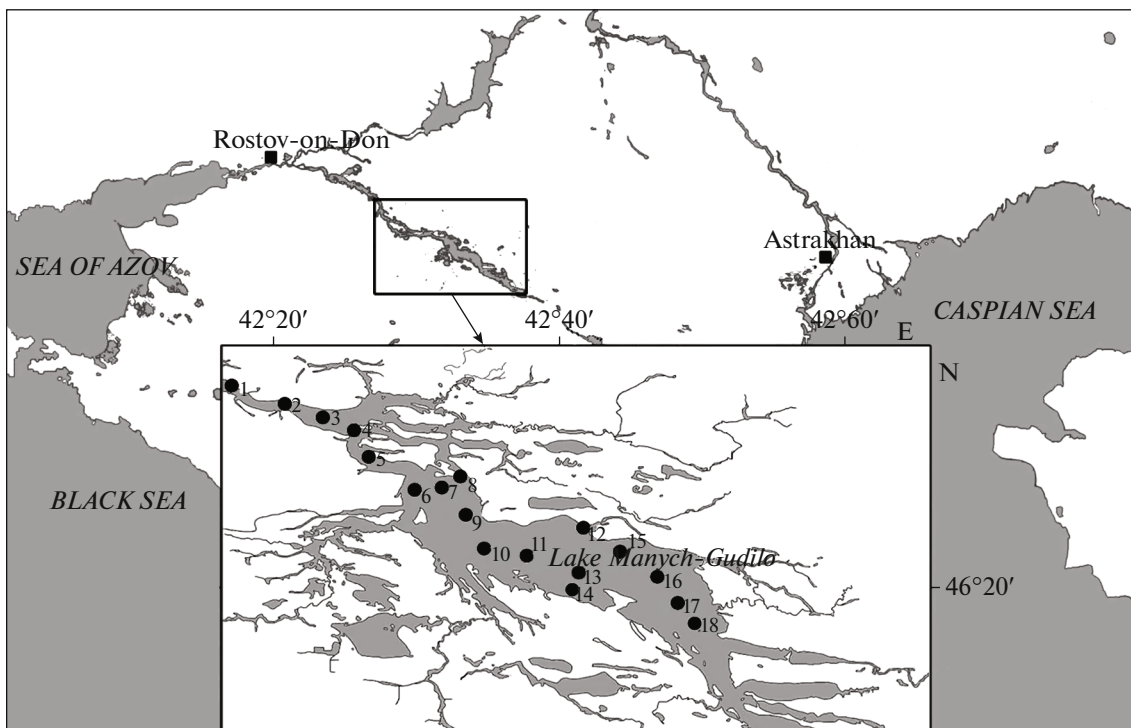 Rostov-on-Don
Astrakhan
SEA OF AZOV
CASPIAN SEA
42°20′
42°40′
42°60′
E
N
BLACK SEA
1
2
3
4
5
6
7
8
9
10
11
12
13
14
15
16
17
18
Lake Manych-Gudilo
46°20′